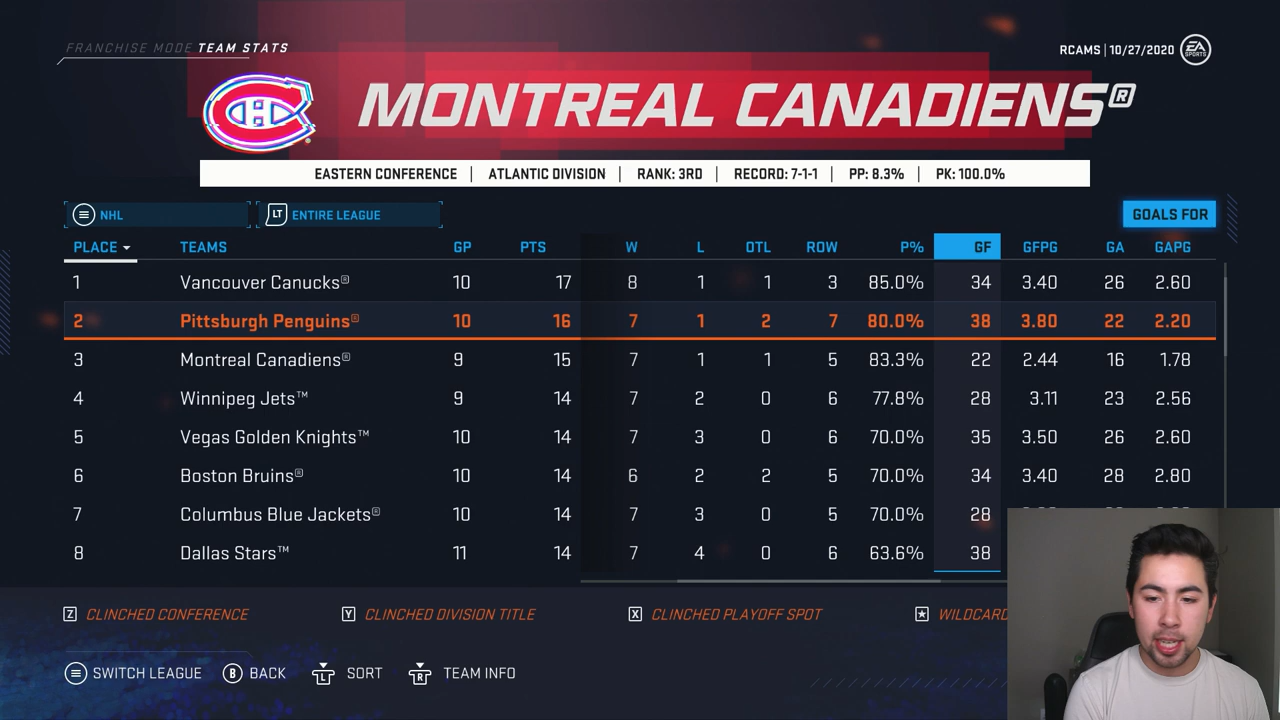 FRANCHISE MODE TEAM STATS
RCAMS | 10/27/2020 EA SPORTS
MONTREAL CANADIENS®
EASTERN CONFERENCE | ATLANTIC DIVISION | RANK: 3RD | RECORD: 7-1-1 | PP: 8.3% | PK: 100.0%
NHL LT ENTIRE LEAGUE GOALS FOR
PLACE TEAMS GP PTS W L OTL ROW P% GF GFPG GA GAPG
1 Vancouver Canucks® 10 17 8 1 1 3 85.0% 34 3.40 26 2.60
2 Pittsburgh Penguins® 10 16 7 1 2 7 80.0% 38 3.80 22 2.20
3 Montreal Canadiens® 9 15 7 1 1 5 83.3% 22 2.44 16 1.78
4 Winnipeg Jets™ 9 14 7 2 0 6 77.8% 28 3.11 23 2.56
5 Vegas Golden Knights™ 10 14 7 3 0 6 70.0% 35 3.50 26 2.60
6 Boston Bruins® 10 14 6 2 2 5 70.0% 34 3.40 28 2.80
7 Columbus Blue Jackets® 10 14 7 3 0 5 70.0% 28
8 Dallas Stars™ 11 14 7 4 0 6 63.6% 38
Z CLINCHED CONFERENCE Y CLINCHED DIVISION TITLE X CLINCHED PLAYOFF SPOT ★ WILDCARD
SWITCH LEAGUE B BACK L SORT R TEAM INFO